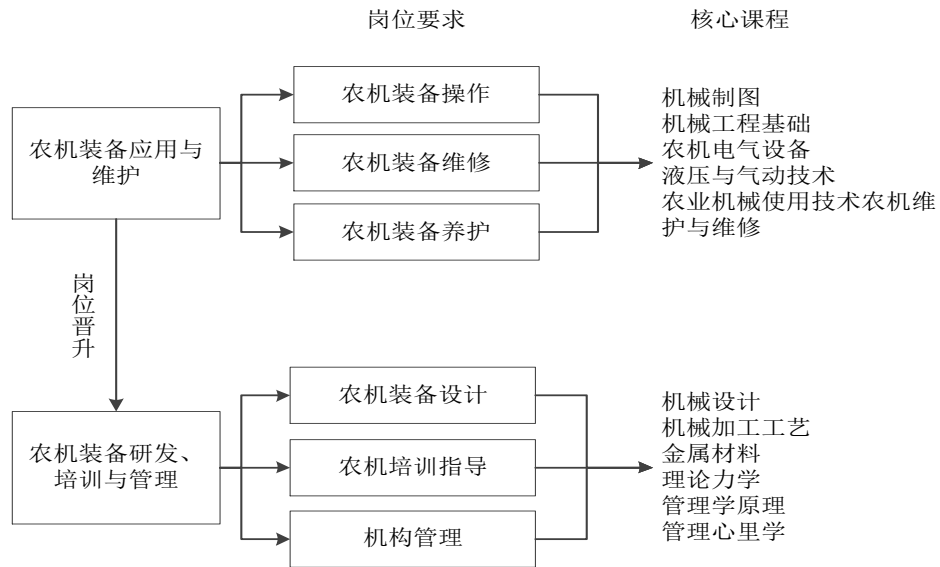 岗位要求
核心课程
农机装备应用与
维护
农机装备操作
农机装备维修
农机装备养护
机械制图
机械工程基础
农机电气设备
液压与气动技术
农业机械使用技术农机维
护与维修
岗位晋升
农机装备研发、
培训与管理
农机装备设计
农机培训指导
机构管理
机械设计
机械加工工艺
金属材料
理论力学
管理学原理
管理心里学